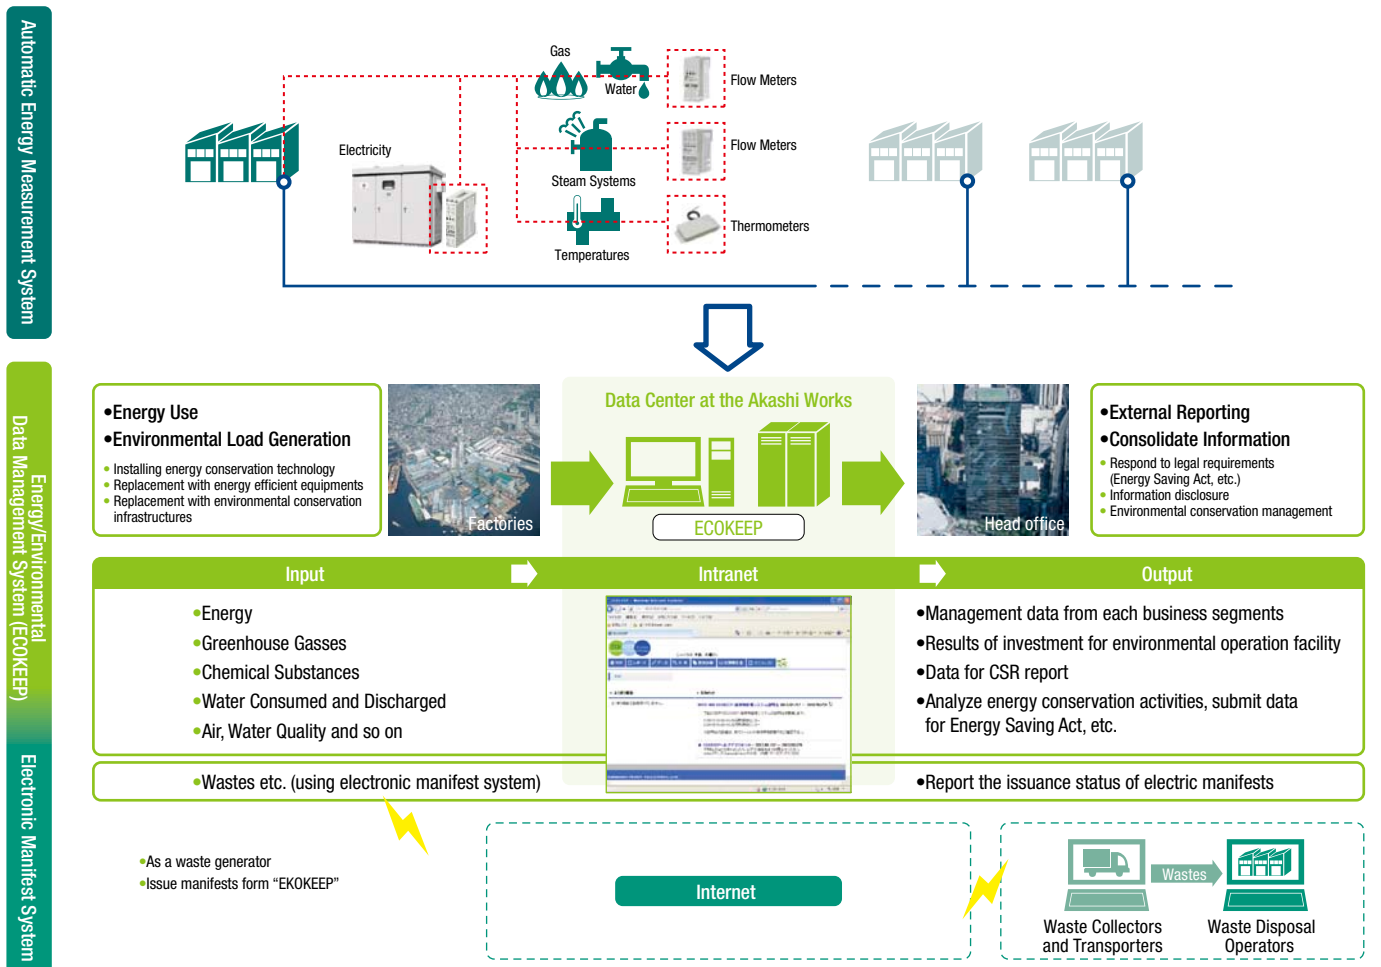 Automatic Energy Measurement System
Gas
Water
Flow Meters
Electricity
Flow Meters
Steam Systems
Thermometers
Temperatures
Energy/Environmental
Data Management System (ECOKEEP)
•Energy Use
•Environmental Load Generation
• Installing energy conservation technology
• Replacement with energy efficient equipments
• Replacement with environmental conservation
infrastructures
Factories
Data Center at the Akashi Works
ECOKEEP
Head office
•External Reporting
•Consolidate Information
• Respond to legal requirements
(Energy Saving Act, etc.)
• Information disclosure
• Environmental conservation management
Input
Intranet
Output
•Energy
•Greenhouse Gasses
•Chemical Substances
•Water Consumed and Discharged
•Air, Water Quality and so on
•Management data from each business segments
•Results of investment for environmental operation facility
•Data for CSR report
•Analyze energy conservation activities, submit data
for Energy Saving Act, etc.
•Wastes etc. (using electronic manifest system)
•Report the issuance status of electric manifests
Electronic Manifest System
•As a waste generator
•Issue manifests form “EKOKEEP”
Internet
Wastes
Waste Collectors
and Transporters
Waste Disposal
Operators